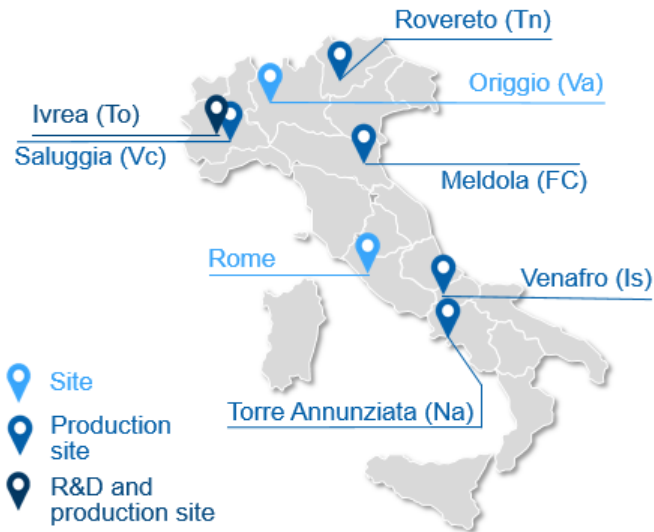 Rovereto (Tn)
Origgio (Va)
Ivrea (To)
Saluggia (Vc)
Meldola (FC)
Rome
Venafro (Is)
Torre Annunziata (Na)
Site
Production
site
R&D and
production site